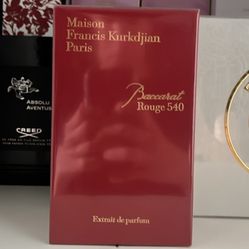 Maison
Francis Kurkdjian
Paris
Baccarat
Rouge 540
Extrait de parfum
ABSOLU
AVENTUS
CREED